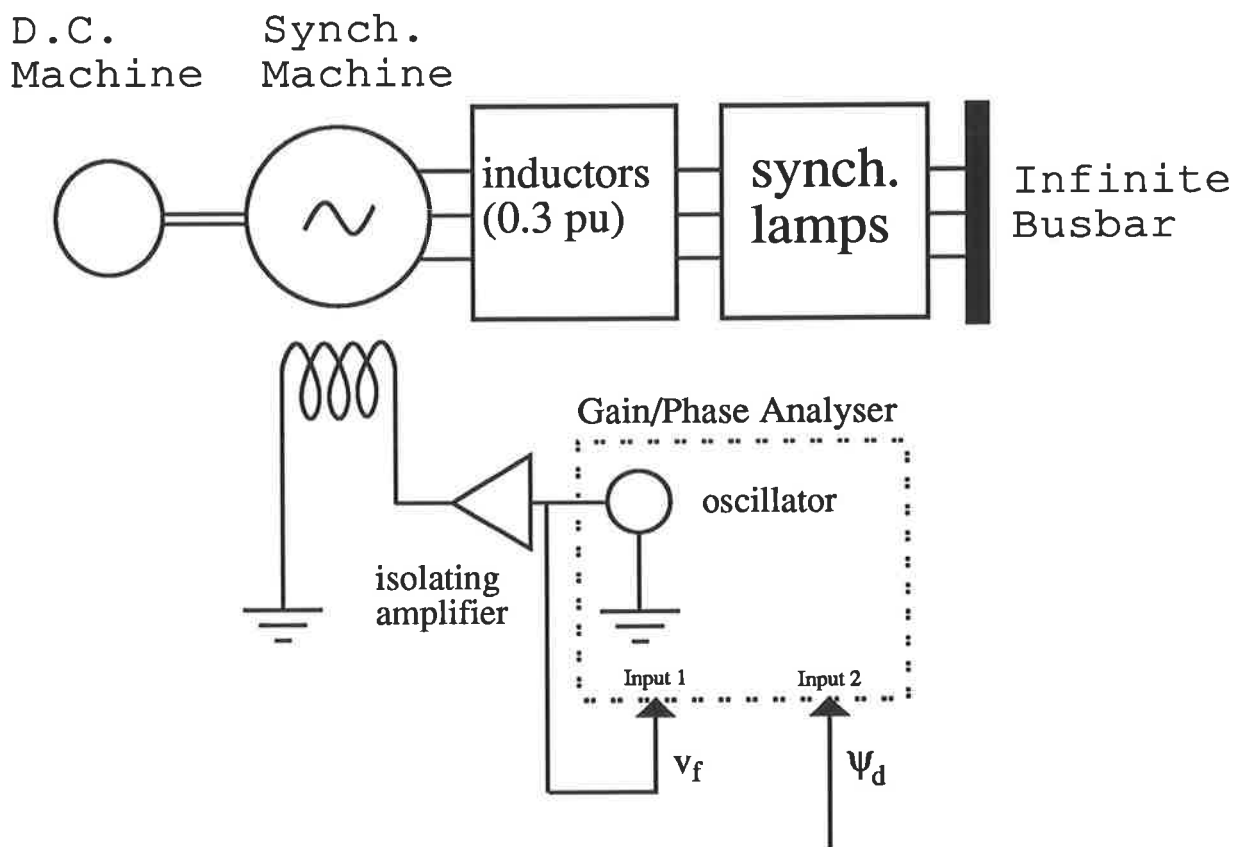 D.C.
Machine
Synch.
Machine
inductors
(0.3 pu)
synch.
lamps
Infinite
Busbar
Gain/Phase Analyser
oscillator
isolating
amplifier
Input 1
Input 2
vf
Ψd